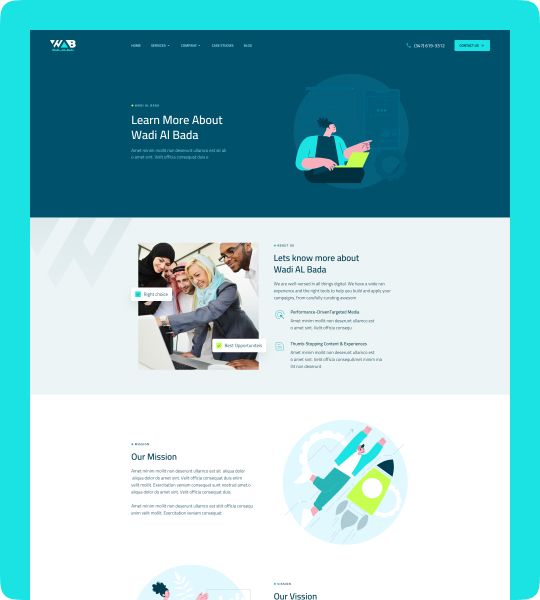 WAB
HOME SERVICES COMPANY CASE STUDIES BLOG
(347) 619-3312
CONTACT US
WADI AL BADA
Learn More About
Wadi Al Bada
Amet minim mollit non deserunt ullamco est sit ali
o amet sint. Velit officia consequat duis e
ABOUT US
Lets know more about
Wadi AL Bada
We are well-versed in all things digital. We have a wide ran
experience and the right tools to help you build and apply your
campaigns. From carefully curating awesom
Right choice
Best Opportunities
Performance-DrivenTargeted Media
Amet minim mollit non deserunt ullamco est
o amet sint. Velit officia consequ
Thumb Stopping Content & Experiences
Amet minim mollit non deserunt ullamco est
o amet sint. Velit officia
lit non deserunt
MISSION
Our Mission
Amet minim mollit non deserunt ullamco est sit aliqua dolor
aliqua dolor do amet sint. Velit officia consequat duis enim
velit mollit. Exercitation veniam consequat sunt nostrud amet o
aliqua dolor do amet sint. Velit officia consequat duis
Amet minim mollit non deserunt ullamco est sit officia consequ
enim velit mollit. Exercitation veniam consequat
VISSION
Our Vission